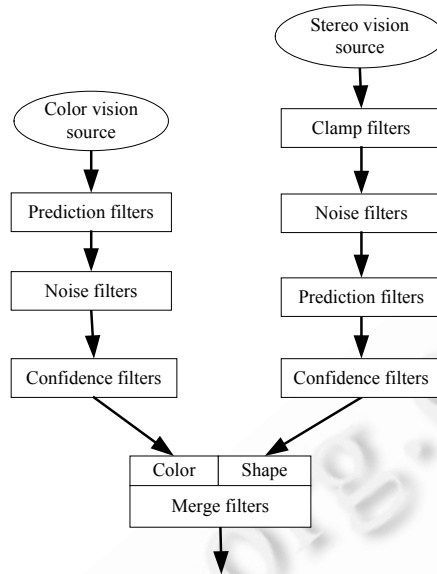 Stereo vision
source
Color vision
source
Clamp filters
Prediction filters
Noise filters
Noise filters
Prediction filters
Confidence filters
Confidence filters
Color
Shape
Merge filters
org.